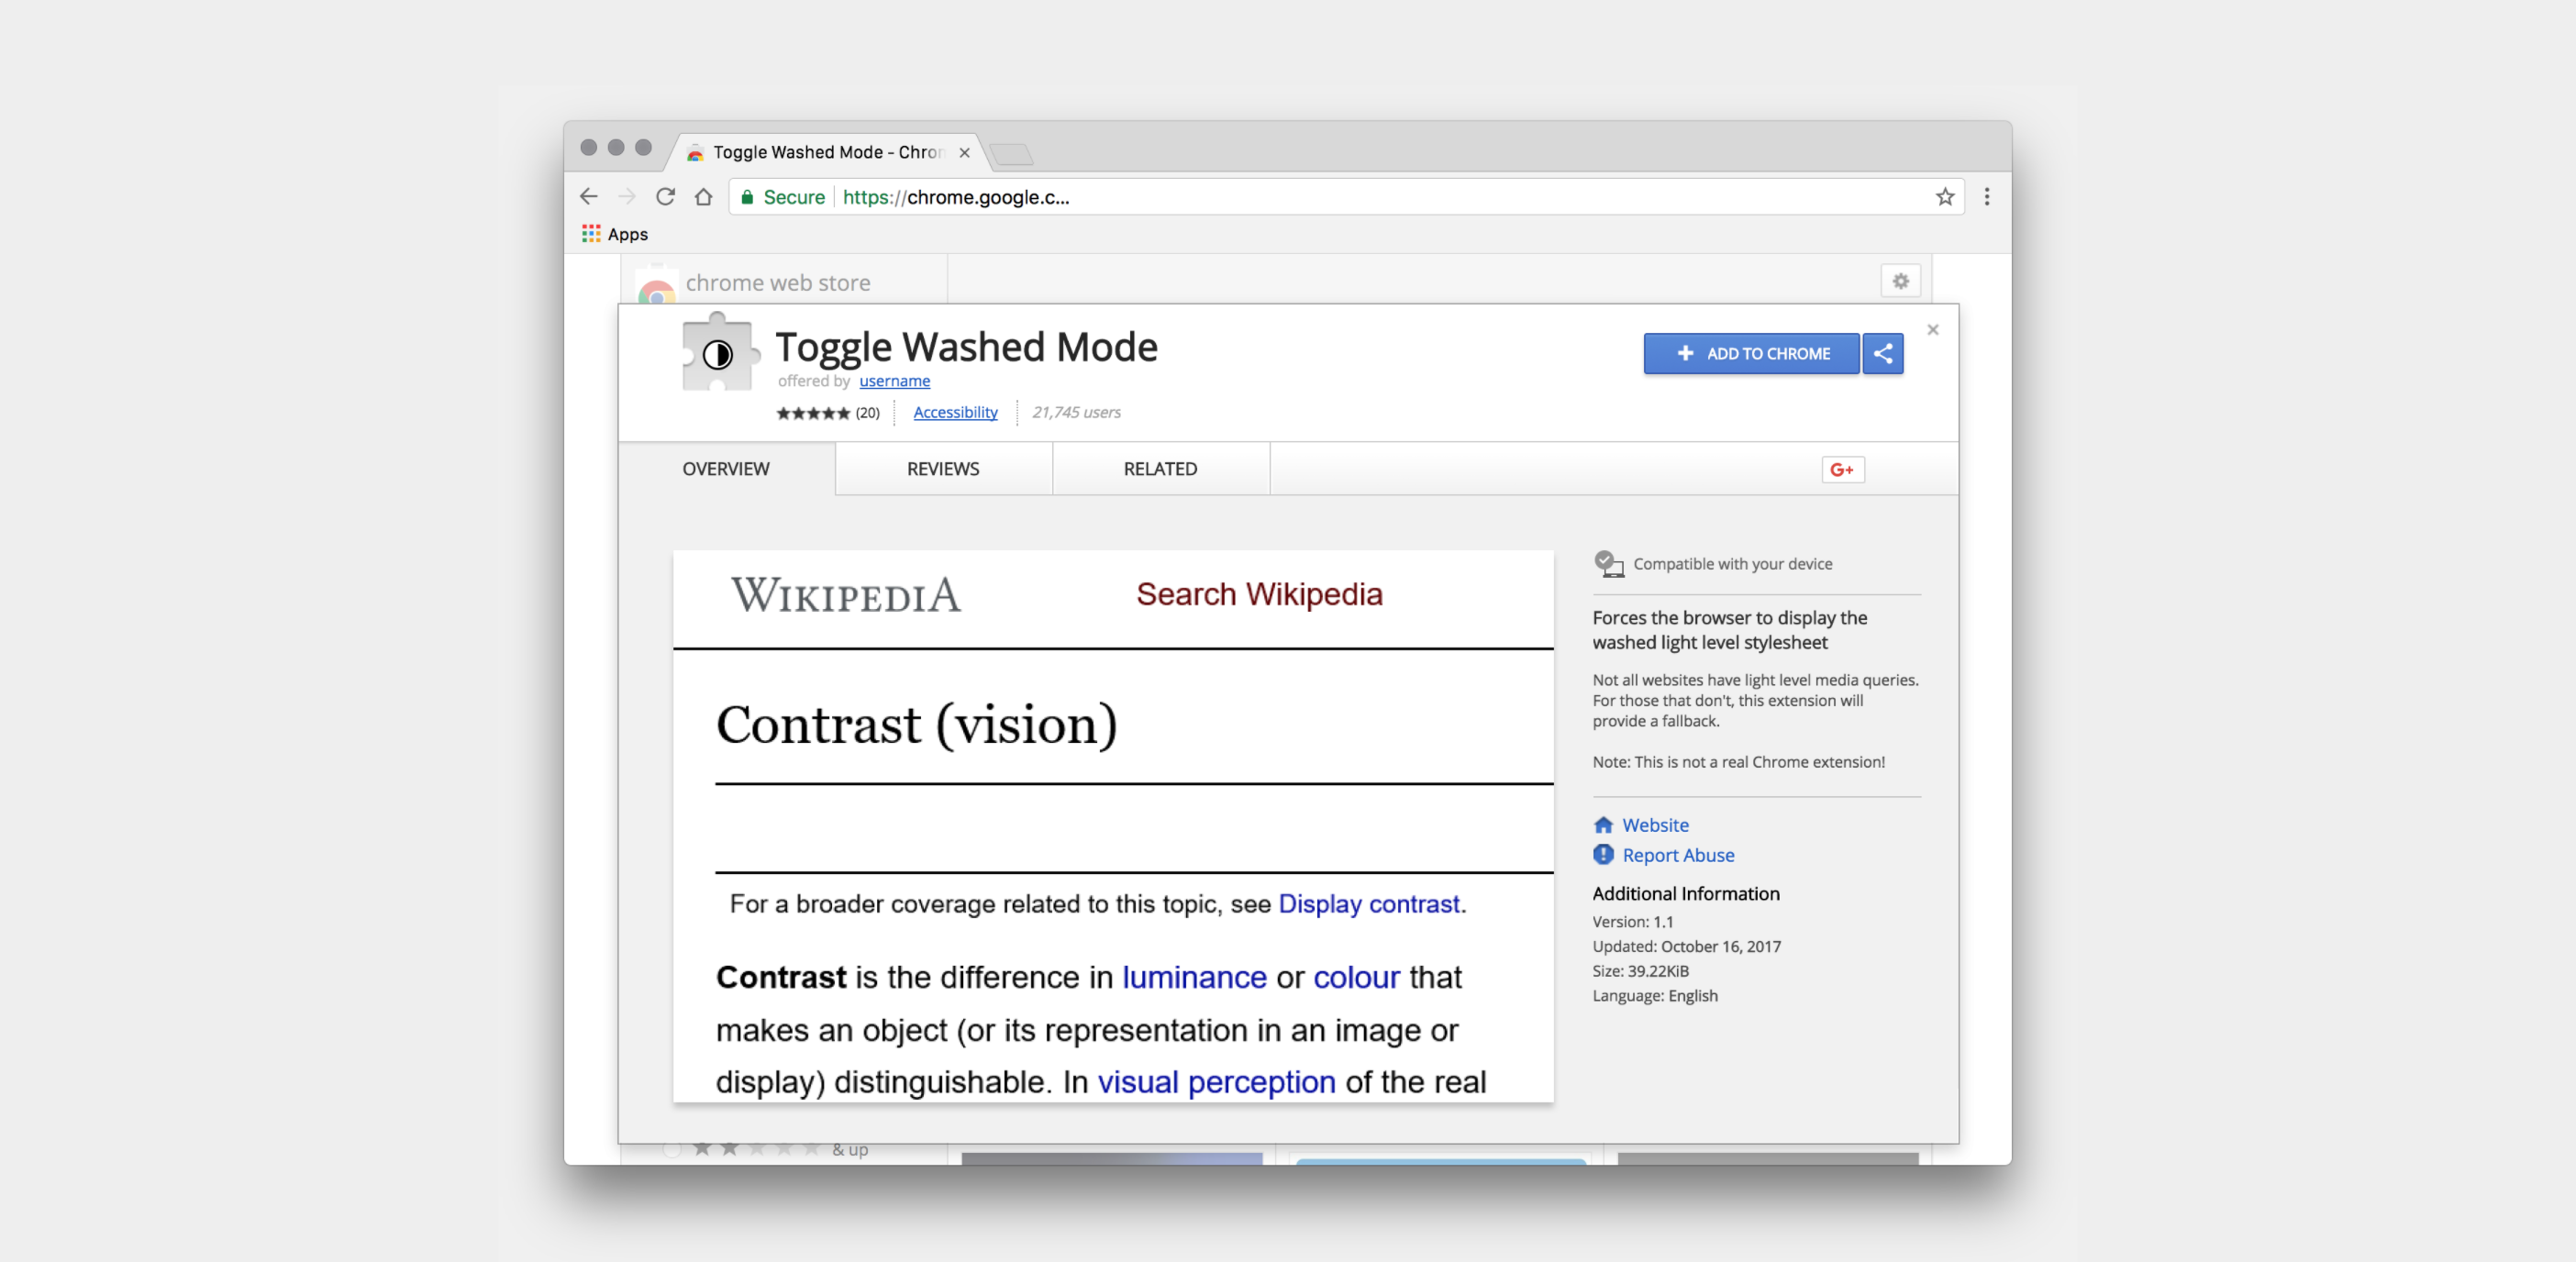 Toggle Washed Mode - Chro
Secure https://chrome.google.c...
Apps
chrome web store
Toggle Washed Mode
offered by username
(20) Accessibility 21,745 users
+ ADD TO CHROME
OVERVIEW REVIEWS RELATED
G+
WIKIPEDIA Search Wikipedia
Contrast (vision)
For a broader coverage related to this topic, see Display contrast.
Contrast is the difference in luminance or colour that
makes an object (or its representation in an image or
display) distinguishable. In visual perception of the real
Compatible with your device
Forces the browser to display the
washed light level stylesheet
Not all websites have light level media queries.
For those that don't, this extension will
provide a fallback.
Note: This is not a real Chrome extension!
Website
Report Abuse
Additional Information
Version: 1.1
Updated: October 16, 2017
Size: 39.22KiB
Language: English
& up